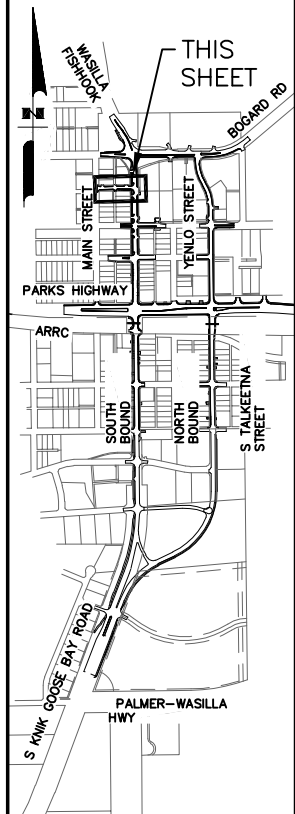 WASILLA
FISHHOOK
THIS
SHEET
N
BOGARD RD
MAIN STREET
YENLO STREET
PARKS HIGHWAY
ARRC
SOUTH
BOUND
NORTH
BOUND
S TALKEETNA
STREET
S KNIK GOOSE BAY ROAD
PALMER-WASILLA
HWY